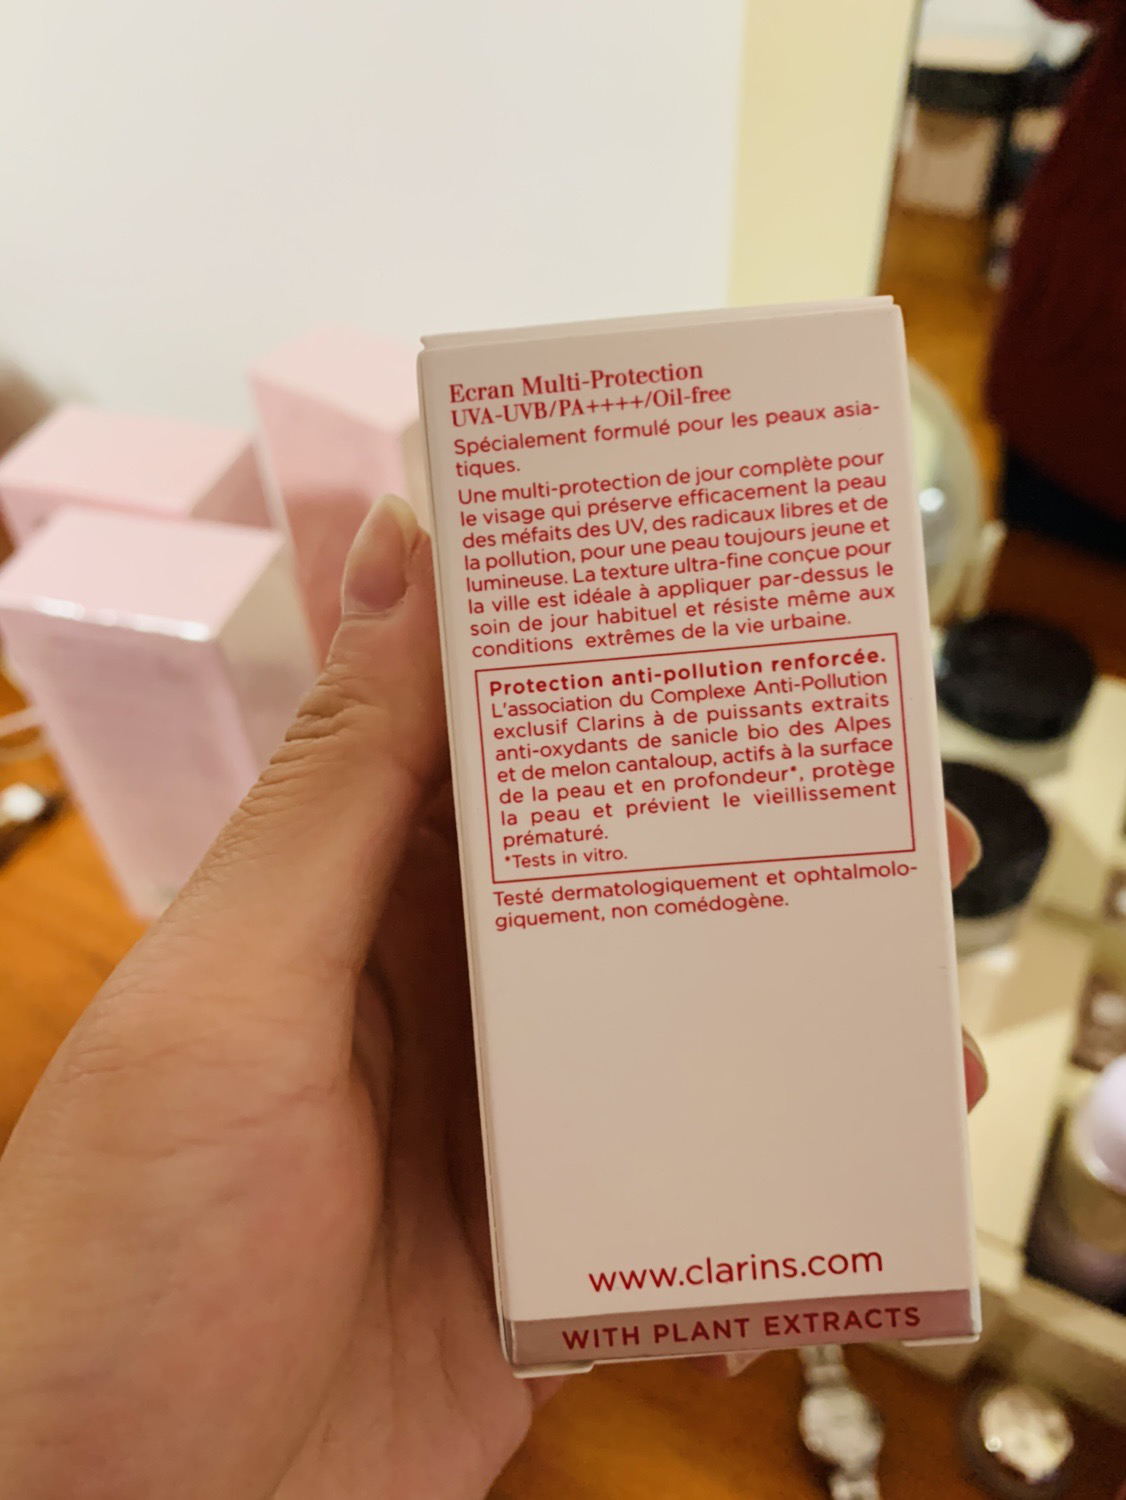 Ecran Multi-Protection
UVA-UVB/PA++++/Oil-free
Spécialement formulé pour les peaux asia-
tiques.
Une multi-protection de jour complète pour
le visage qui préserve efficacement la peau
des méfaits des UV, des radicaux libres et de
la pollution, pour une peau toujours jeune et
lumineuse. La texture ultra-fine conçue pour
la ville est idéale à appliquer par-dessus le
soin de jour habituel et résiste même aux
conditions extrêmes de la vie urbaine.
Protection anti-pollution renforcée.
L'association du Complexe Anti-Pollution
exclusif Clarins à de puissants extraits
anti-oxydants de sanicle bio des Alpes
et de melon cantaloup, actifs à la surface
de la peau et en profondeur*, protège
la peau et prévient le vieillissement
prématuré.
*Tests in vitro.
Testé dermatologiquement et ophtalmolo-
giquement, non comédogène.
www.clarins.com
WITH PLANT EXTRACTS